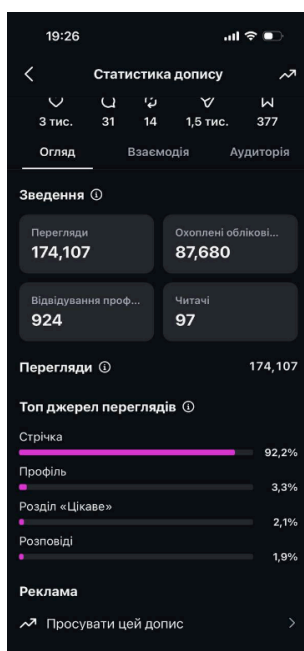 19:26
Статистика допису
3 тис. 31 14 1,5 тис. 377
Огляд Взаємодія Аудиторія
Зведення
Перегляди
174,107
Охоплені облікові...
87,680
Відвідування проф...
924
Читачі
97
Перегляди 174,107
Топ джерел переглядів
Стрічка
92,2%
Профіль
3,3%
Розділ «Цікаве»
2,1%
Розповіді
1,9%
Реклама
Просувати цей допис